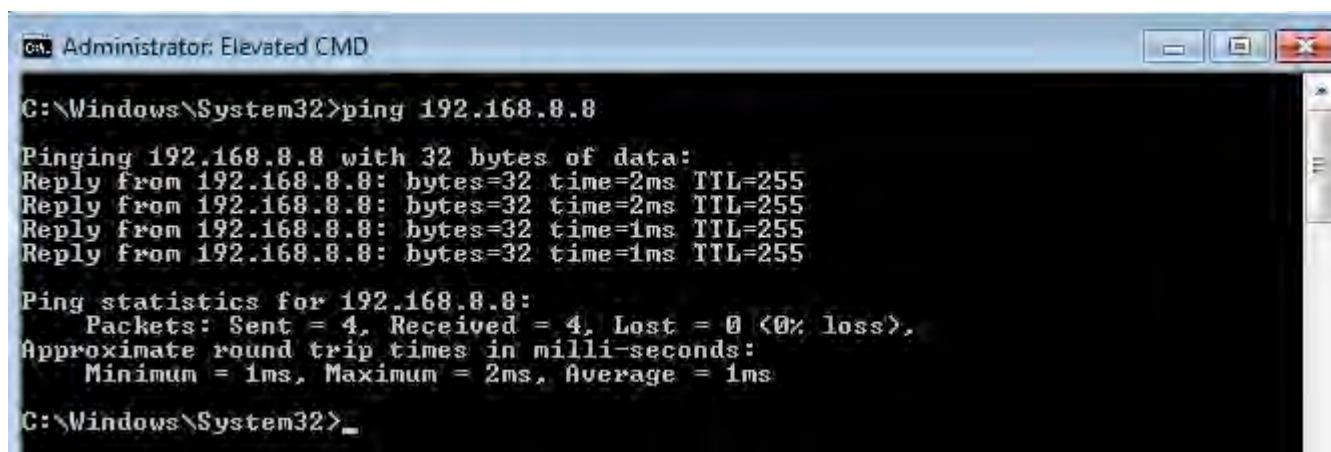 Administrator: Elevated CMD
C:\Windows\System32>ping 192.168.8.8
Pinging 192.168.8.8 with 32 bytes of data:
Reply from 192.168.8.8: bytes=32 time=2ms TTL=255
Reply from 192.168.8.8: bytes=32 time=2ms TTL=255
Reply from 192.168.8.8: bytes=32 time=1ms TTL=255
Reply from 192.168.8.8: bytes=32 time=1ms TTL=255
Ping statistics for 192.168.8.8:
Packets: Sent = 4, Received = 4, Lost = 0 (0% loss),
Approximate round trip times in milli-seconds:
Minimum = 1ms, Maximum = 2ms, Average = 1ms
C:\Windows\System32>_